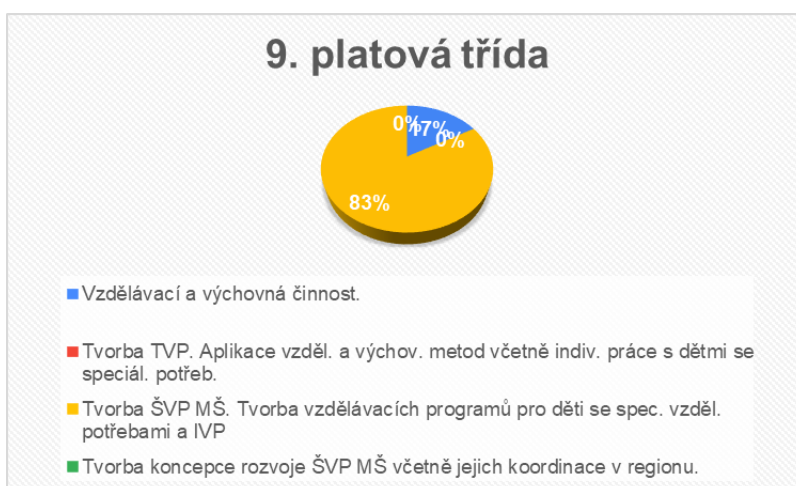 9. platová třída
0%
17%
0%
83%
Vzdělávací a výchovná činnost.
Tvorba TVP. Aplikace vzděl. a výchov. metod včetně indiv. práce s dětmi se
speciál. potřeb.
Tvorba ŠVP MŠ. Tvorba vzdělávacích programů pro děti se spec. vzděl.
potřebami a IVP
Tvorba koncepce rozvoje ŠVP MŠ včetně jejich koordinace v regionu.